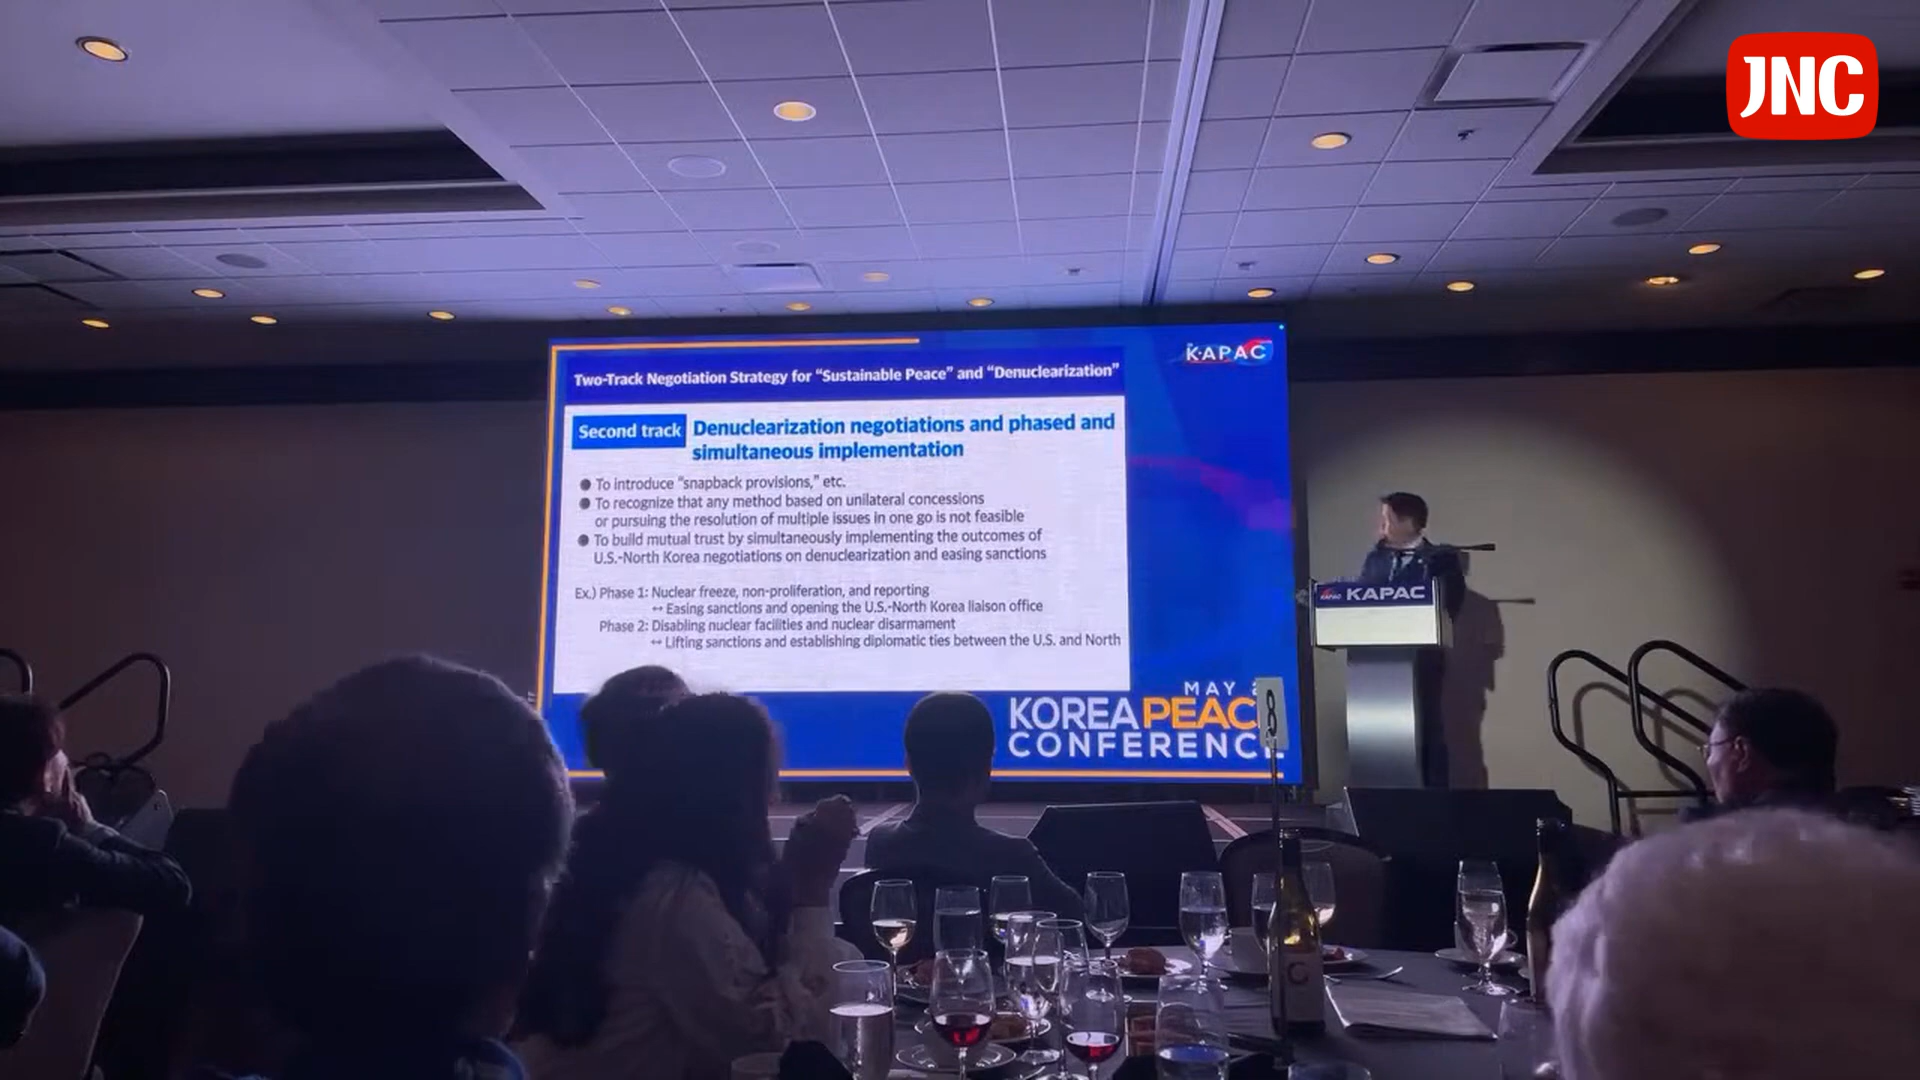 JNC
KAPAC
Two-Track Negotiation Strategy for “Sustainable Peace” and “Denuclearization”
Second track
Denuclearization negotiations and phased and
simultaneous implementation
● To introduce “snapback provisions,” etc.
● To recognize that any method based on unilateral concessions
or pursuing the resolution of multiple issues in one go is not feasible
● To build mutual trust by simultaneously implementing the outcomes of
U.S.-North Korea negotiations on denuclearization and easing sanctions
Ex.) Phase 1: Nuclear freeze, non-proliferation, and reporting
↔ Easing sanctions and opening the U.S.-North Korea liaison office
Phase 2: Disabling nuclear facilities and nuclear disarmament
↔ Lifting sanctions and establishing diplomatic ties between the U.S. and North
KAPAC
MAY
KOREA PEAC
CONFERENC
8